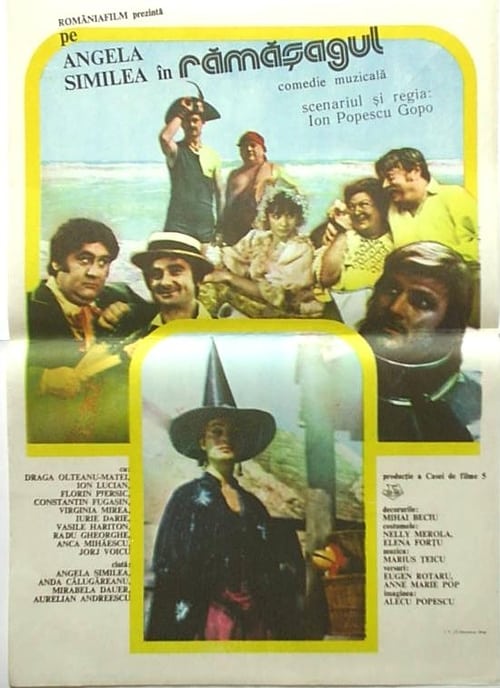 ROMÂNIAFILM prezintă
pe
ANGELA
SIMILEA în rămășagul
comedie muzicală
scenariul și regia:
Ion Popescu Gopo
cu:
DRAGA OLTEANU-MATEI,
ION LUCIAN,
FLORIN PIERSIC,
CONSTANTIN FUGAȘIN,
VIRGINIA MIREA,
IURIE DARIE,
VASILE HARITON,
RADU GHEORGHE,
ANCA MIHĂESCU,
JORJ VOICU
cîntă:
ANGELA ȘIMILEA,
ANDA CĂLUGĂREANU,
MIRABELA DAUER,
AURELIAN ANDREESCU
producție a Casei de filme 5
decorurile:
MIHAI BECIU
costumele:
NELLY MEROLA,
ELENA FORȚU
muzica:
MARIUS ȚEICU
versuri:
EUGEN ROTARU,
ANNE MARIE POP
imaginea:
ALECU POPESCU